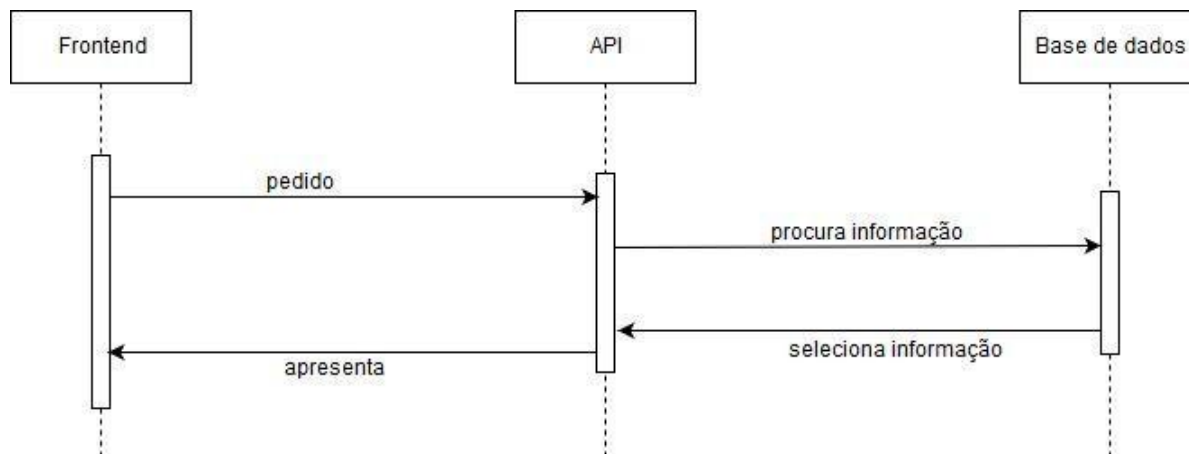 Frontend
API
Base de dados
pedido
procura informação
seleciona informação
apresenta